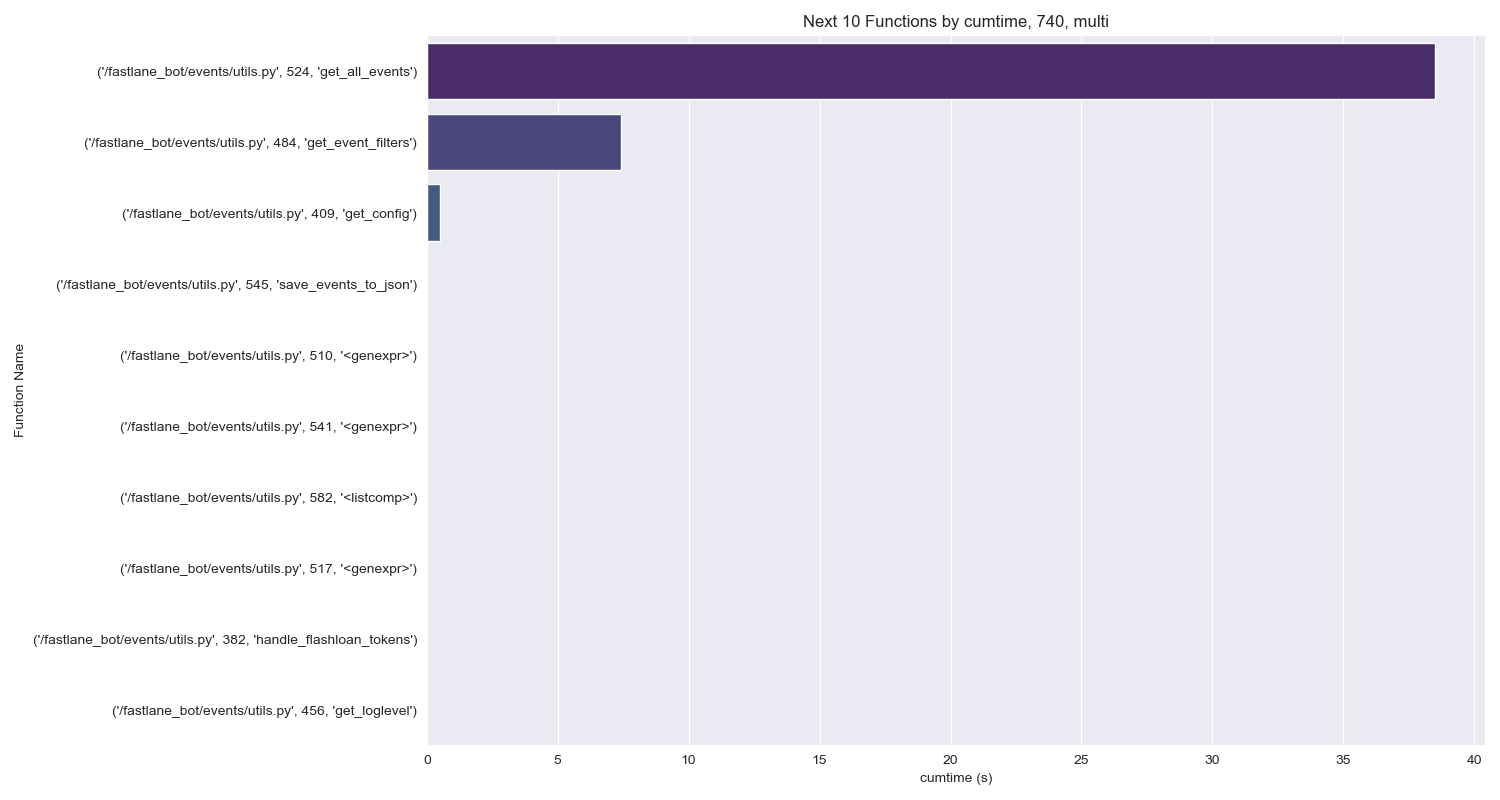 Next 10 Functions by cumtime, 740, multi
('/fastlane_bot/events/utils.py', 524, 'get_all_events')
('/fastlane_bot/events/utils.py', 484, 'get_event_filters')
('/fastlane_bot/events/utils.py', 409, 'get_config')
('/fastlane_bot/events/utils.py', 545, 'save_events_to_json')
('/fastlane_bot/events/utils.py', 510, '<genexpr>')
('/fastlane_bot/events/utils.py', 541, '<genexpr>')
('/fastlane_bot/events/utils.py', 582, '<listcomp>')
('/fastlane_bot/events/utils.py', 517, '<genexpr>')
('/fastlane_bot/events/utils.py', 382, 'handle_flashloan_tokens')
('/fastlane_bot/events/utils.py', 456, 'get_loglevel')
Function Name
0 5 10 15 20 25 30 35 40
cumtime (s)